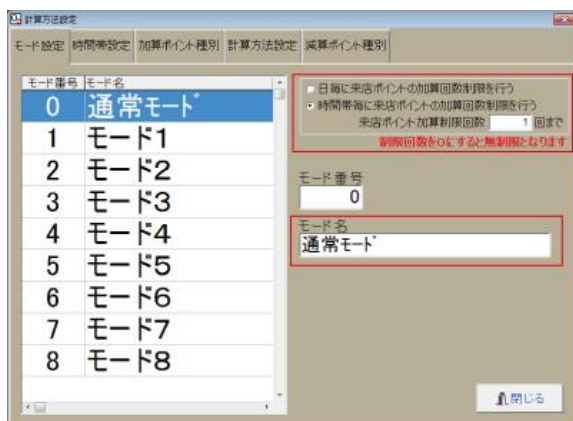 計算方法設定
モード設定 時間帯設定 加算ポイント種別 計算方法設定 減算ポイント種別
モード番号 モード名
0 通常モード
1 モード1
2 モード2
3 モード3
4 モード4
5 モード5
6 モード6
7 モード7
8 モード8
日毎に来店ポイントの加算回数制限を行う
時間帯毎に来店ポイントの加算回数制限を行う
来店ポイント加算制限回数 1 回まで
制限回数を0にすると無制限となります
モード番号
0
モード名
通常モード
閉じる